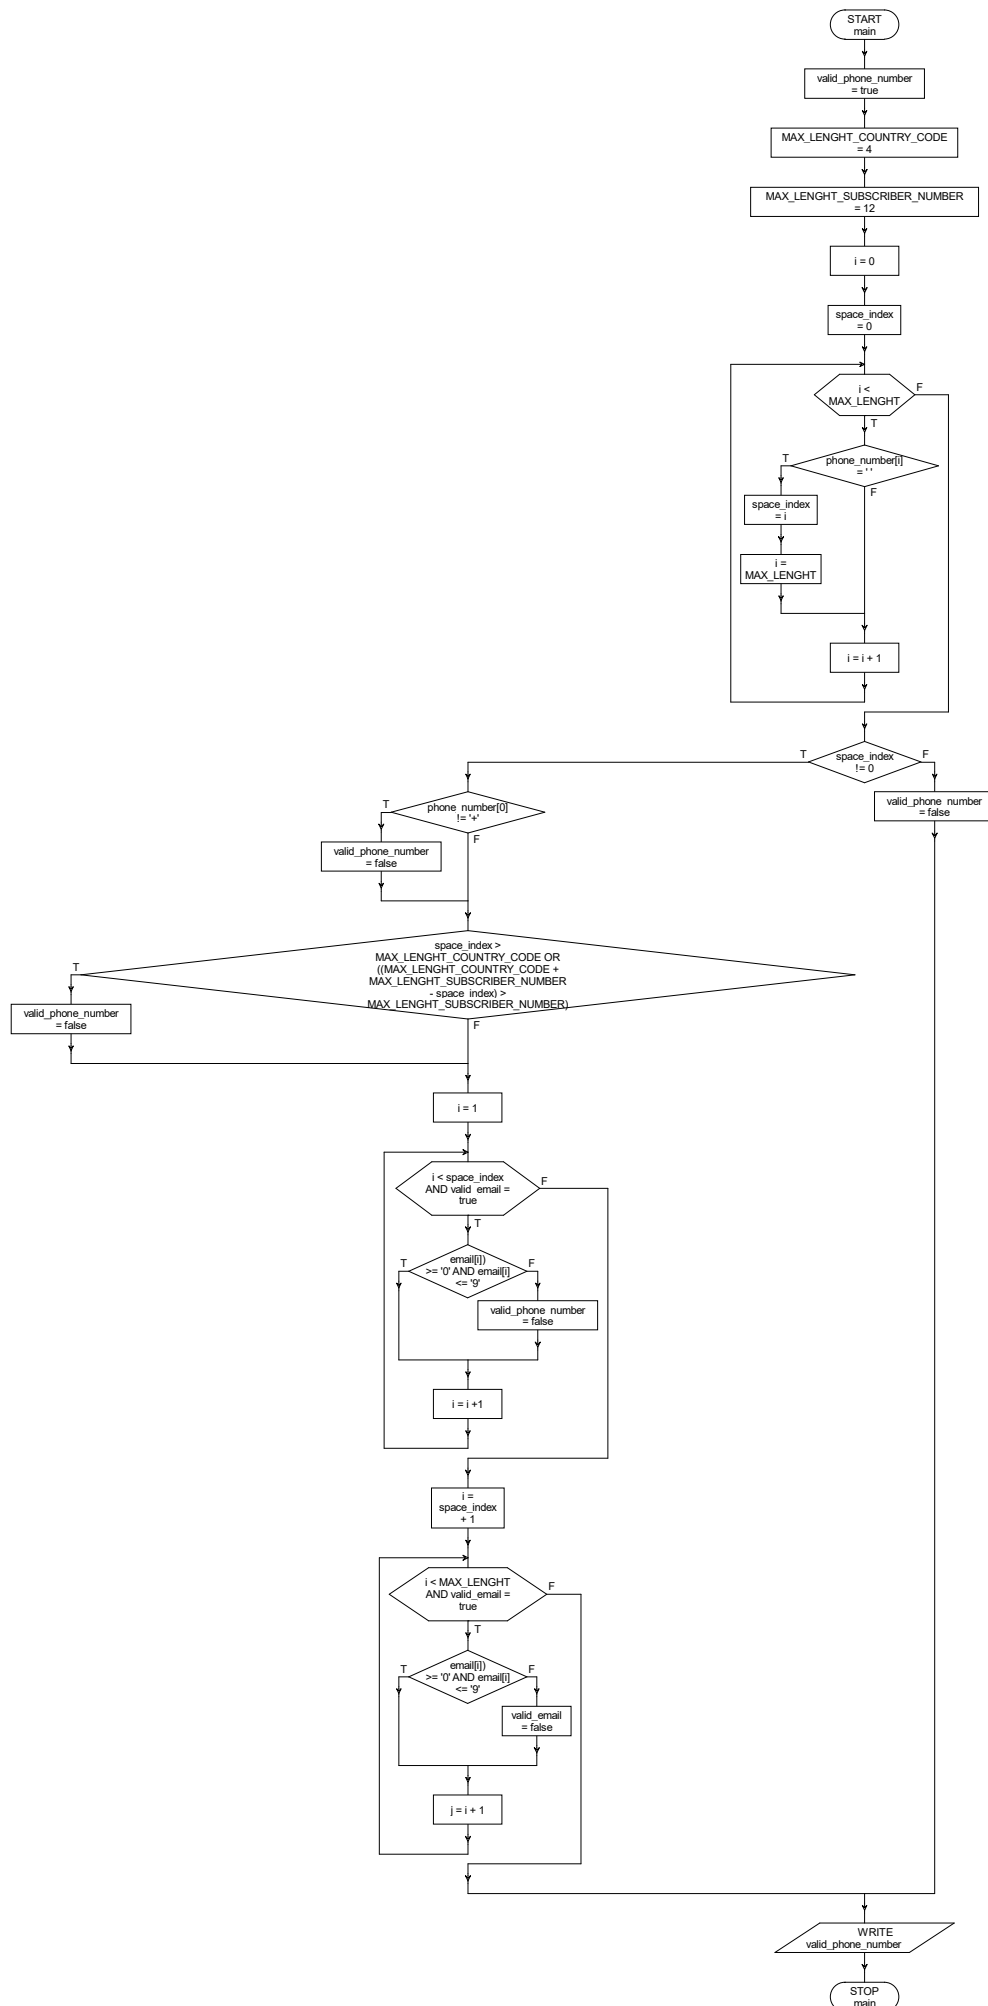 START
main
valid_phone_number
= true
MAX_LENGHT_COUNTRY_CODE
= 4
MAX_LENGHT_SUBSCRIBER_NUMBER
= 12
i = 0
space_index
= 0
i <
MAX_LENGHT
F
T
phone_number[i]
= ' '
T
F
space_index
= i
i =
MAX_LENGHT
i = i + 1
space_index
!= 0
T
F
valid_phone_number
= false
phone_number[0]
!= '+'
T
F
valid_phone_number
= false
space_index >
MAX_LENGHT_COUNTRY_CODE OR
((MAX_LENGHT_COUNTRY_CODE +
MAX_LENGHT_SUBSCRIBER_NUMBER
- space_index) >
MAX_LENGHT_SUBSCRIBER_NUMBER)
T
F
valid_phone_number
= false
i = 1
i < space_index
AND valid_email =
true
F
T
email[i])
>= '0' AND email[i]
<= '9'
T
F
valid_phone_number
= false
i = i +1
i =
space_index
+ 1
i < MAX_LENGHT
AND valid_email =
true
F
T
email[i])
>= '0' AND email[i]
<= '9'
T
F
valid_email
= false
j = i + 1
WRITE
valid_phone_number
STOP
main